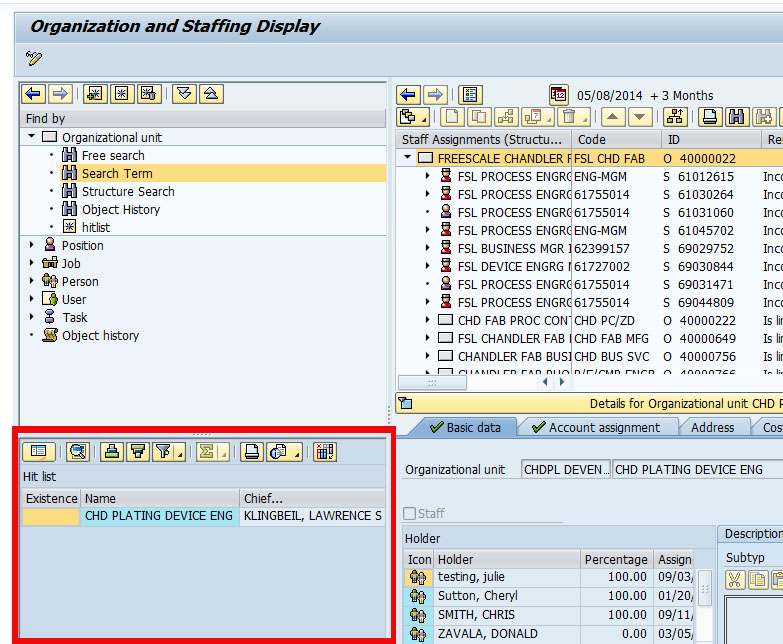 Organization and Staffing Display
05/08/2014 + 3 Months
Find by
Organizational unit
Free search
Search Term
Structure Search
Object History
hitlist
Position
Job
Person
User
Task
Object history
Staff Assignments (Structu... Code ID Re
FREESCALE CHANDLER F FSL CHD FAB O 40000022
FSL PROCESS ENGRG ENG-MGM S 61012615 Inco
FSL PROCESS ENGRG 61755014 S 61030264 Inco
FSL PROCESS ENGRG 61755014 S 61031060 Inco
FSL PROCESS ENGRG ENG-MGM S 61045702 Inco
FSL BUSINESS MGR I 62399157 S 69029752 Inco
FSL DEVICE ENGRG M 61727002 S 69030844 Inco
FSL PROCESS ENGRG 61755014 S 69031471 Inco
FSL PROCESS ENGRG 61755014 S 69044809 Inco
CHD FAB PROC CONT CHD PC/ZD O 40000222 Is li
FSL CHANDLER FAB CHD FAB MFG O 40000649 Is li
CHANDLER FAB BUSI CHD BUS SVC O 40000756 Is li
CHANDLER FAB PHO P/E/CMP ENGR O 40000766 Is li
Details for Organizational unit CHD P
Basic data Account assignment Address Cos
Organizational unit CHDPL DEVEN... CHD PLATING DEVICE ENG
Staff
Holder
Icon Holder Percentage Assign
testing, julie 100.00 09/03/
Sutton, Cheryl 100.00 01/20/
SMITH, CHRIS 100.00 09/11/
ZAVALA, DONALD 0.00 03/05/
Description
Subtyp
Hit list
Existence Name Chief...
CHD PLATING DEVICE ENG KLINGBEIL, LAWRENCE S